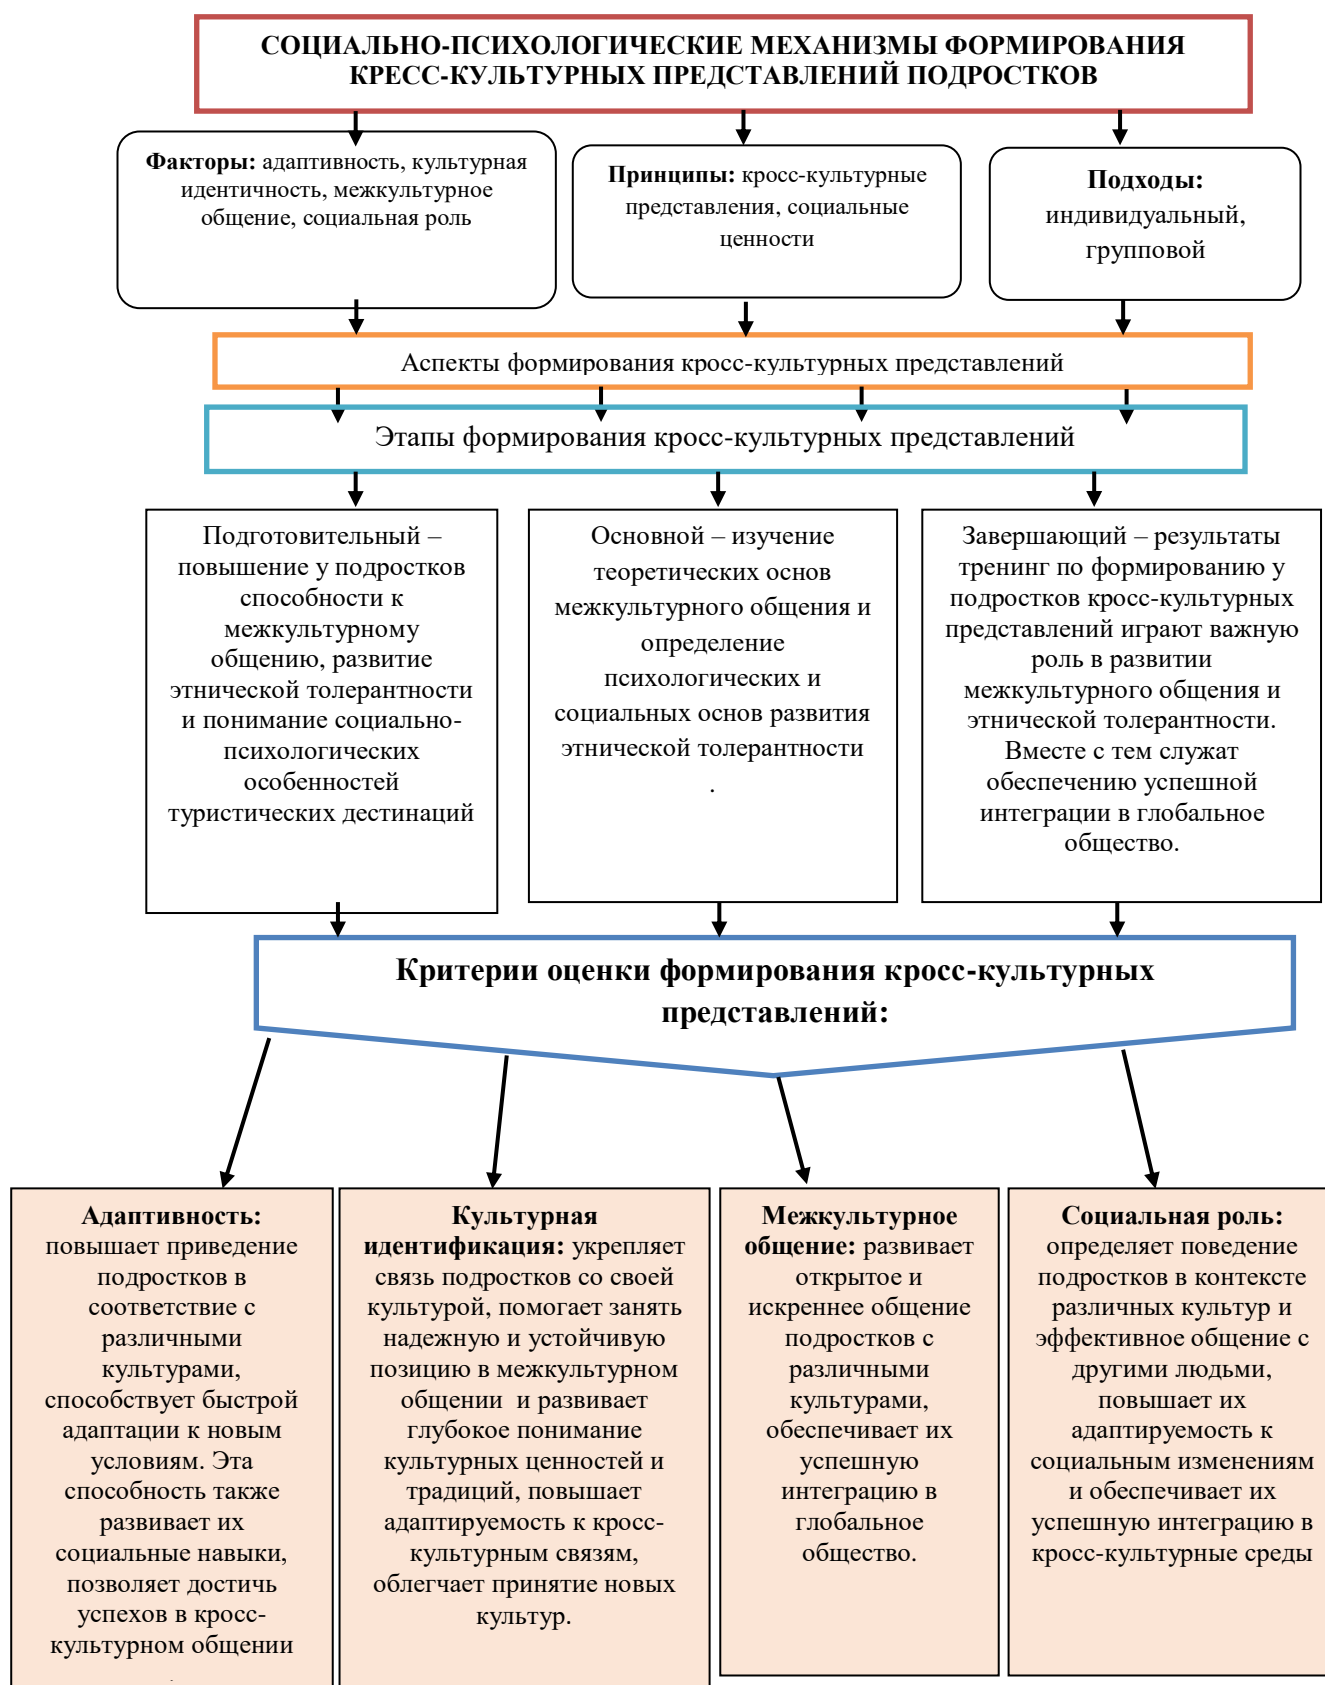 СОЦИАЛЬНО-ПСИХОЛОГИЧЕСКИЕ МЕХАНИЗМЫ ФОРМИРОВАНИЯ
КРЕСС-КУЛЬТУРНЫХ ПРЕДСТАВЛЕНИЙ ПОДРОСТКОВ
Факторы: адаптивность, культурная
идентичность, межкультурное
общение, социальная роль
Принципы: кросс-культурные
представления, социальные
ценности
Подходы:
индивидуальный,
групповой
Аспекты формирования кросс-культурных представлений
Этапы формирования кросс-культурных представлений
Подготовительный –
повышение у подростков
способности к
межкультурному
общению, развитие
этнической толерантности
и понимание социально-
психологических
особенностей
туристических дестинаций
Основной – изучение
теоретических основ
межкультурного общения и
определение
психологических и
социальных основ развития
этнической толерантности
.
Завершающий – результаты
тренинг по формированию у
подростков кросс-культурных
представлений играют важную
роль в развитии
межкультурного общения и
этнической толерантности.
Вместе с тем служат
обеспечению успешной
интеграции в глобальное
общество.
Критерии оценки формирования кросс-культурных
представлений:
Адаптивность:
повышает приведение
подростков в
соответствие с
различными
культурами,
способствует быстрой
адаптации к новым
условиям. Эта
способность также
развивает их
социальные навыки,
позволяет достичь
успехов в кросс-
культурном общении
.
Культурная
идентификация: укрепляет
связь подростков со своей
культурой, помогает занять
надежную и устойчивую
позицию в межкультурном
общении и развивает
глубокое понимание
культурных ценностей и
традиций, повышает
адаптируемость к кросс-
культурным связям,
облегчает принятие новых
культур.
Межкультурное
общение: развивает
открытое и
искреннее общение
подростков с
различными
культурами,
обеспечивает их
успешную
интеграцию в
глобальное
общество.
Социальная роль:
определяет поведение
подростков в контексте
различных культур и
эффективное общение с
другими людьми,
повышает их
адаптируемость к
социальным изменениям
и обеспечивает их
успешную интеграцию в
кросс-культурные среды